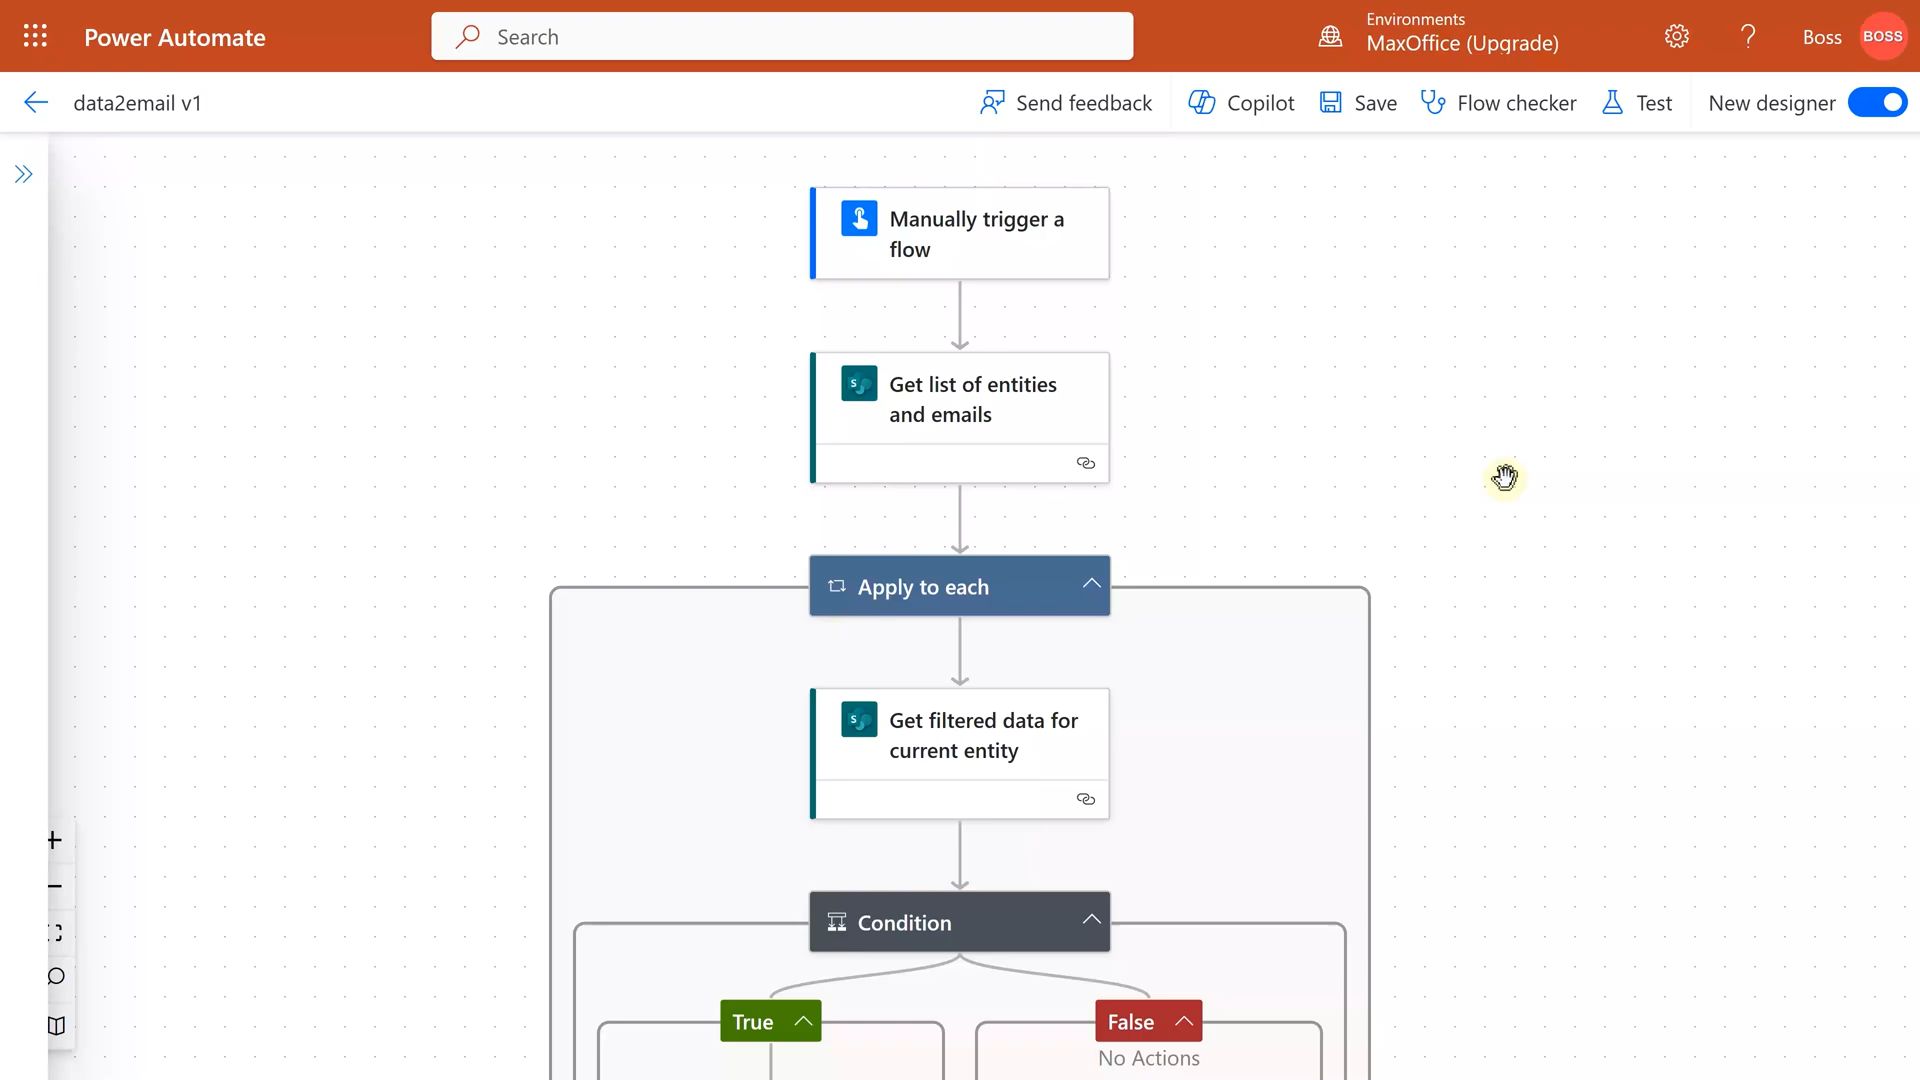 Power Automate
Search
Environments
MaxOffice (Upgrade)
Boss
BOSS
data2email v1
Send feedback
Copilot
Save
Flow checker
Test
New designer
Manually trigger a
flow
Get list of entities
and emails
Apply to each
Get filtered data for
current entity
Condition
True
False
No Actions